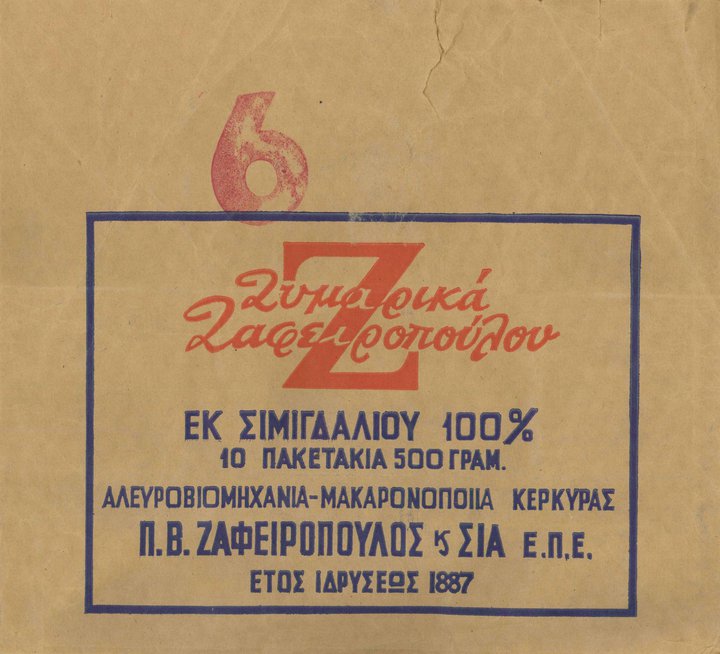 6
Z
Ζυμαρικά
Ζαφειροπούλου
ΕΚ ΣΙΜΙΓΔΑΛΙΟΥ 100%
10 ΠΑΚΕΤΑΚΙΑ 500 ΓΡΑΜ.
ΑΛΕΥΡΟΒΙΟΜΗΧΑΝΙΑ-ΜΑΚΑΡΟΝΟΠΟΙΙΑ ΚΕΡΚΥΡΑΣ
Π.Β. ΖΑΦΕΙΡΟΠΟΥΛΟΣ ϗ ΣΙΑ Ε.Π.Ε.
ΕΤΟΣ ΙΔΡΥΣΕΩΣ 1887